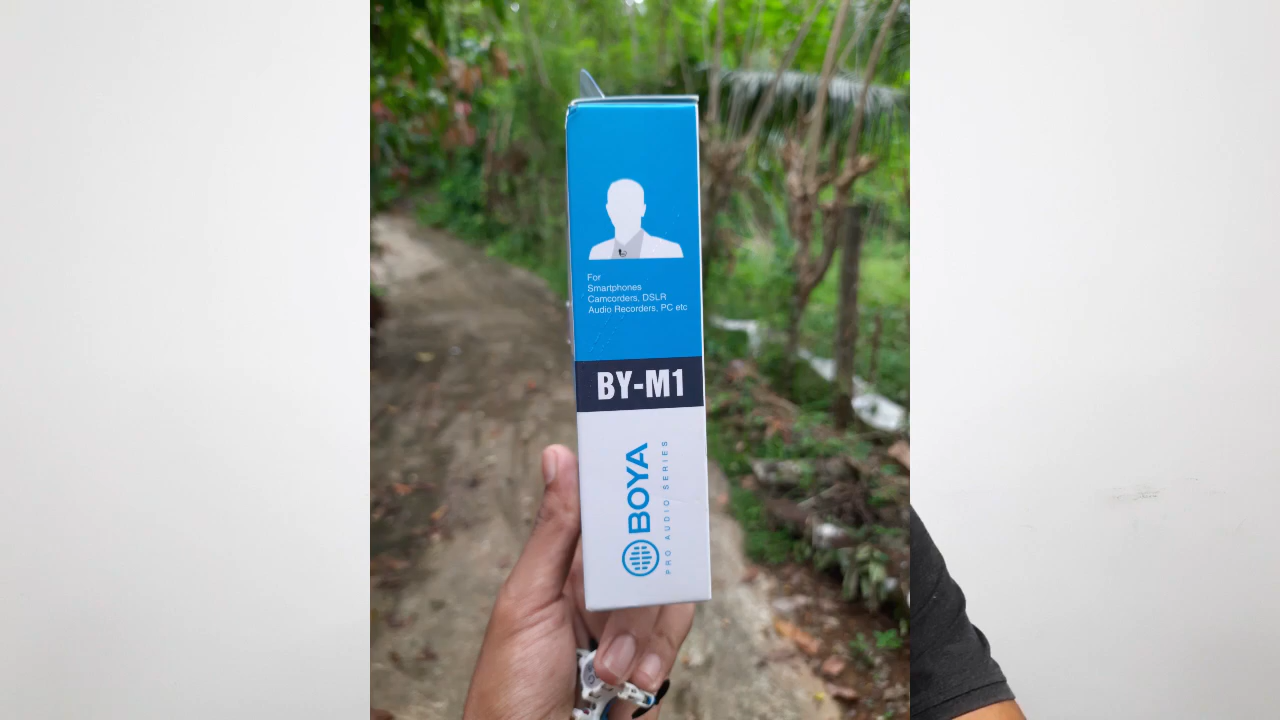 For
Smartphones
Camcorders, DSLR
Audio Recorders, PC etc
BY-M1
BOYA
PRO AUDIO SERIES